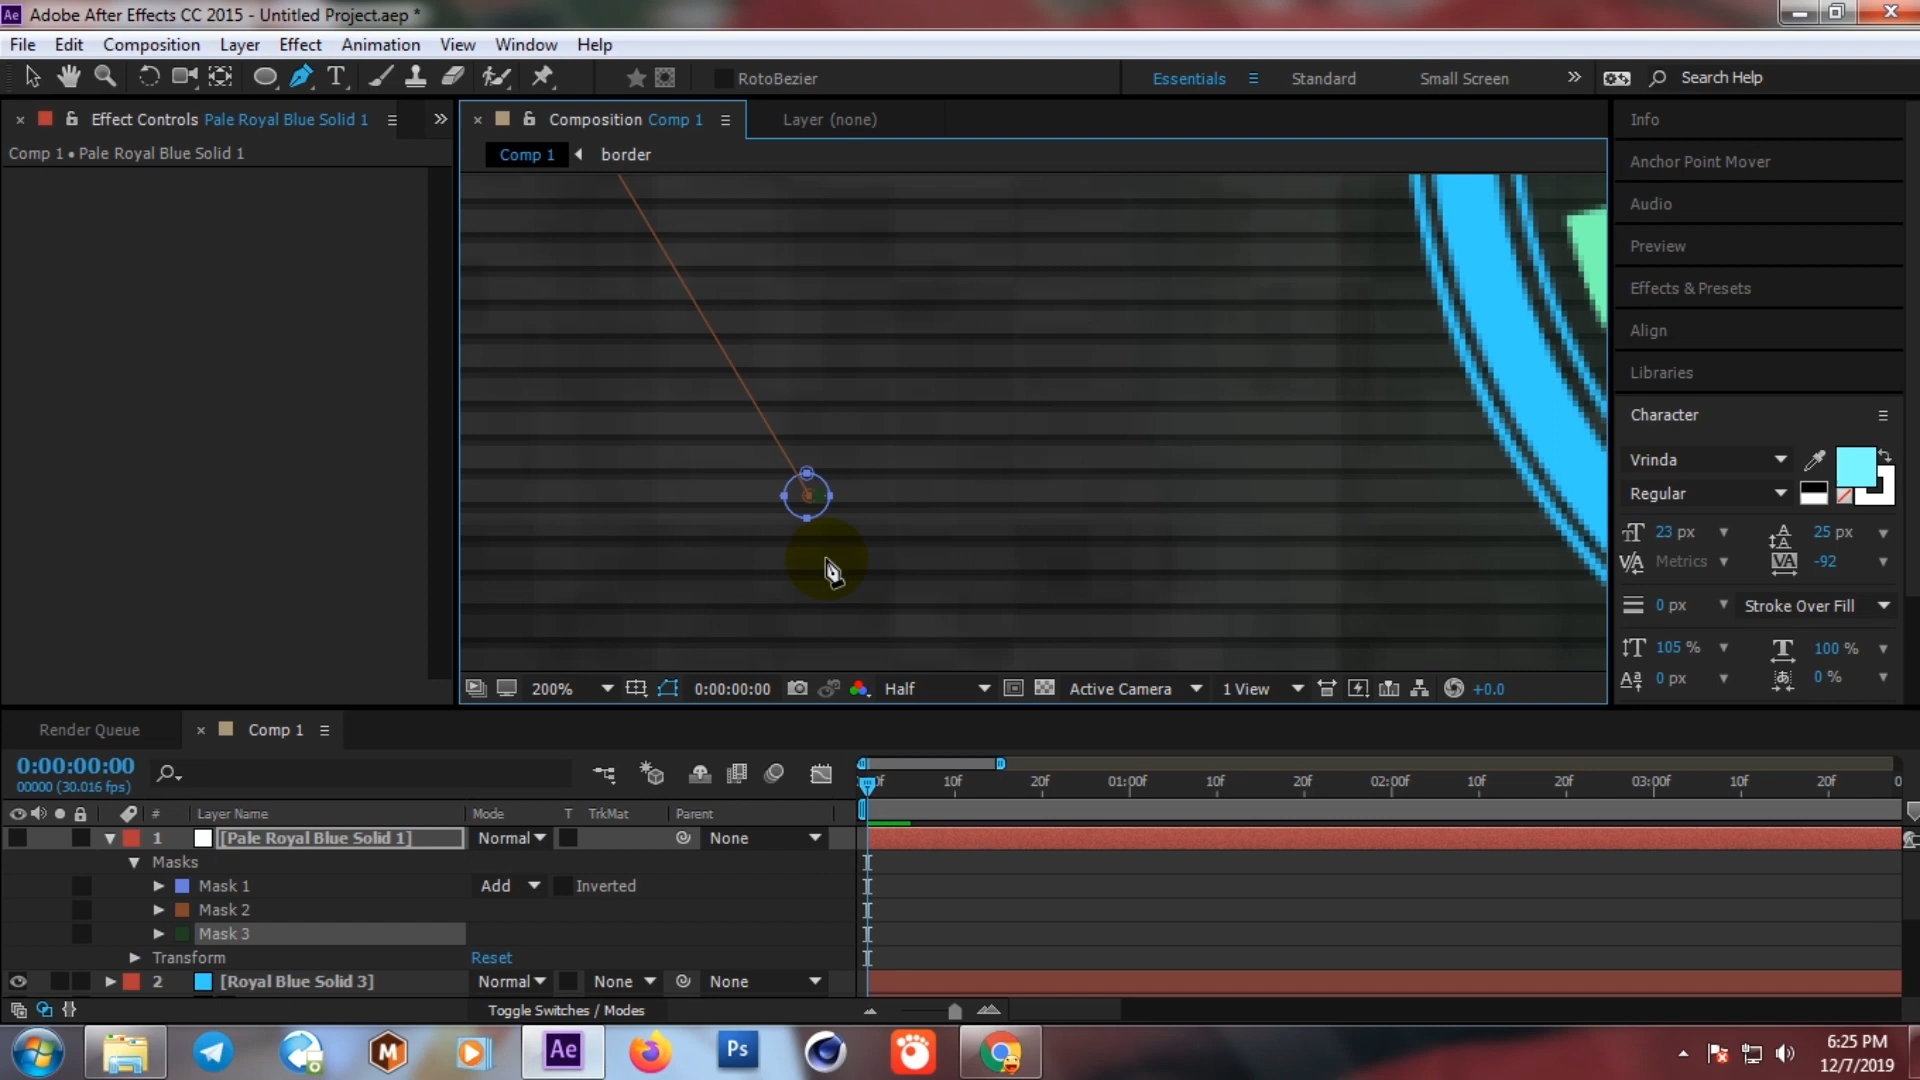 Adobe After Effects CC 2015 - Untitled Project.aep *
File Edit Composition Layer Effect Animation View Window Help
RotoBezier
Essentials Standard Small Screen Search Help
Effect Controls Pale Royal Blue Solid 1
Composition Comp 1
Layer (none)
Info
Comp 1 • Pale Royal Blue Solid 1
Comp 1 border
Anchor Point Mover
Audio
Preview
Effects & Presets
Align
Libraries
Character
Vrinda
Regular
23 px 25 px
Metrics -92
0 px Stroke Over Fill
105 % 100 %
0 px 0 %
200% 0:00:00:00 Half Active Camera 1 View +0.0
Render Queue Comp 1
0:00:00:00
00000 (30.016 fps)
10f 20f 01:00f 10f 20f 02:00f 10f 20f 03:00f 10f 20f
# Layer Name Mode T TrkMat Parent
1 [Pale Royal Blue Solid 1] Normal None
Masks
Mask 1 Add Inverted
Mask 2
Mask 3
Transform Reset
2 [Royal Blue Solid 3] Normal None None
Toggle Switches / Modes
Ae
Ps
6:25 PM
12/7/2019